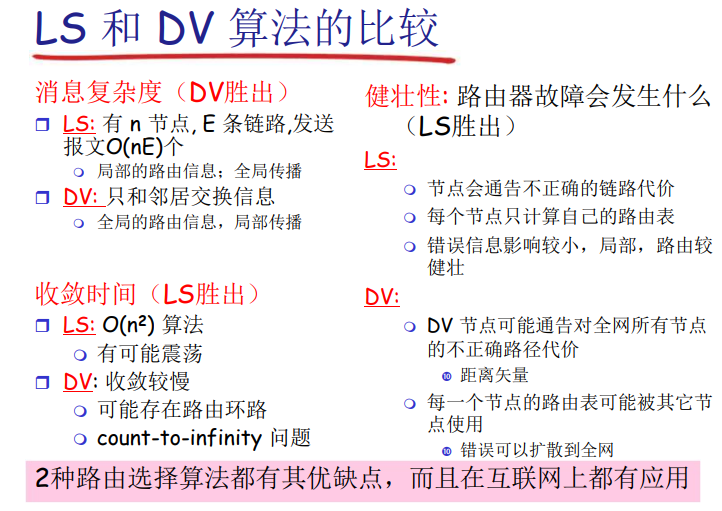 LS 和 DV 算法的比较
消息复杂度（DV胜出）
LS: 有 n 节点, E 条链路,发送
报文O(nE)个
局部的路由信息；全局传播
DV: 只和邻居交换信息
全局的路由信息，局部传播
收敛时间（LS胜出）
LS: O(n²) 算法
有可能震荡
DV: 收敛较慢
可能存在路由环路
count-to-infinity 问题
健壮性: 路由器故障会发生什么
（LS胜出）
LS:
节点会通告不正确的链路代价
每个节点只计算自己的路由表
错误信息影响较小，局部，路由较
健壮
DV:
DV 节点可能通告对全网所有节点
的不正确路径代价
距离矢量
每一个节点的路由表可能被其它节
点使用
错误可以扩散到全网
2种路由选择算法都有其优缺点，而且在互联网上都有应用